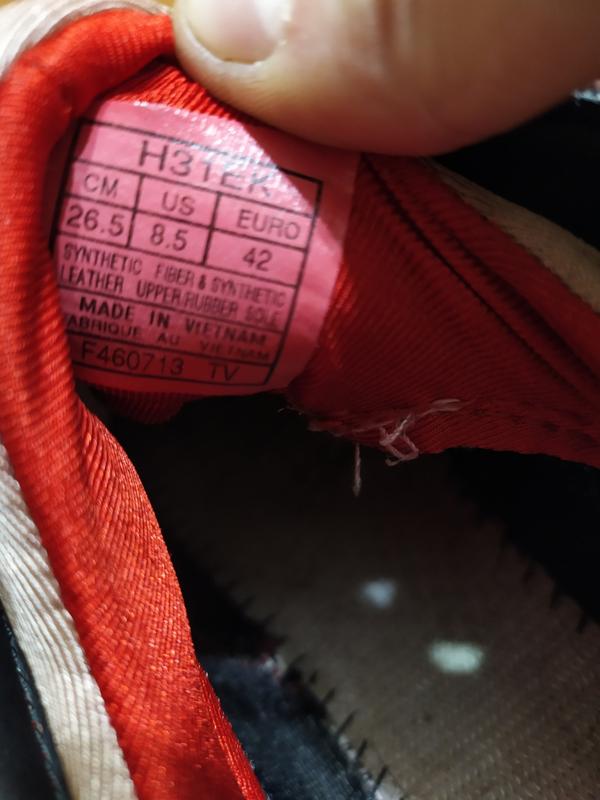 H3TEK
CM US EURO
26.5 8.5 42
SYNTHETIC FIBER & SYNTHETIC
LEATHER UPPER/RUBBER SOLE
MADE IN VIETNAM
FABRIQUE AU VIETNAM
F460713 TV